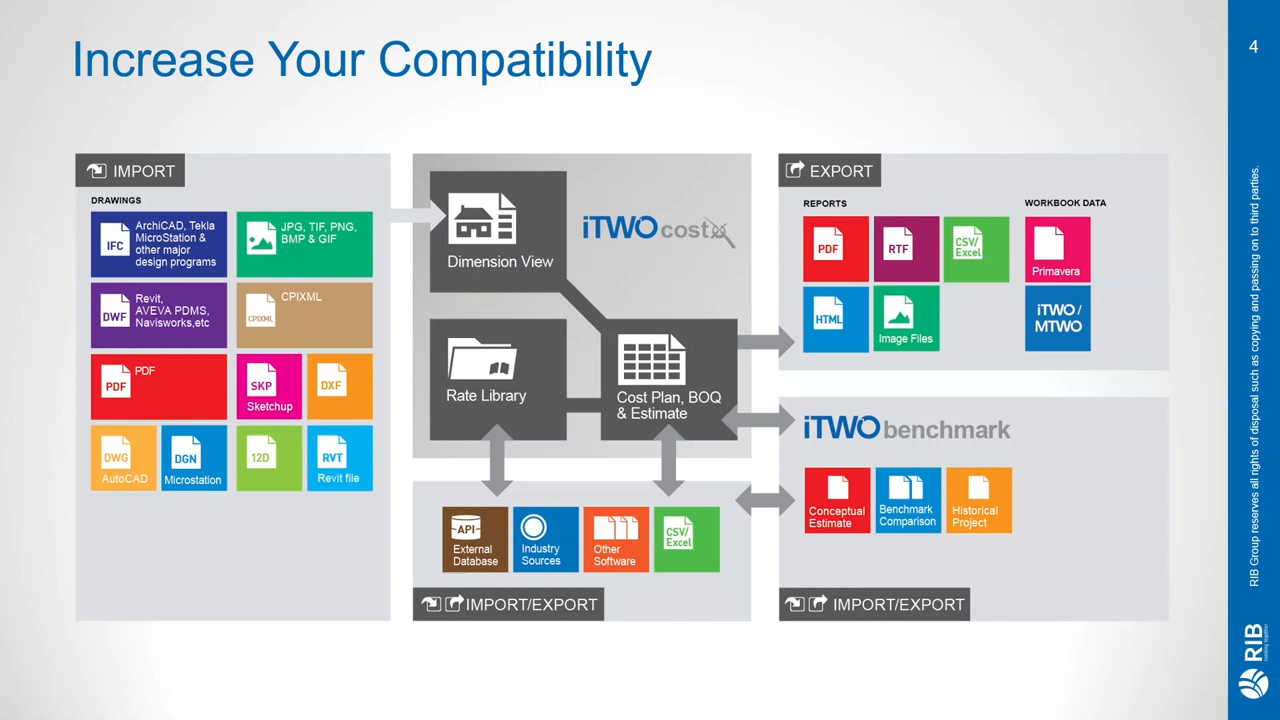 Increase Your Compatibility
4
IMPORT
DRAWINGS
IFC
ArchiCAD, Tekla
MicroStation &
other major
design programs
JPG, TIF, PNG,
BMP & GIF
DWF
Revit,
AVEVA PDMS,
Navisworks,etc
CPIXML
CPIXML
PDF
PDF
SKP
Sketchup
DXF
DWG
AutoCAD
DGN
Microstation
12D
RVT
Revit file
Dimension View
iTWO costX
Rate Library
Cost Plan, BOQ
& Estimate
API
External
Database
Industry
Sources
Other
Software
CSV/
Excel
IMPORT/EXPORT
EXPORT
REPORTS
WORKBOOK DATA
PDF
RTF
CSV/
Excel
Primavera
HTML
Image Files
iTWO /
MTWO
iTWO benchmark
Conceptual
Estimate
Benchmark
Comparison
Historical
Project
IMPORT/EXPORT
RIB Group reserves all rights of disposal such as copying and passing on to third parties.
RIB
running together